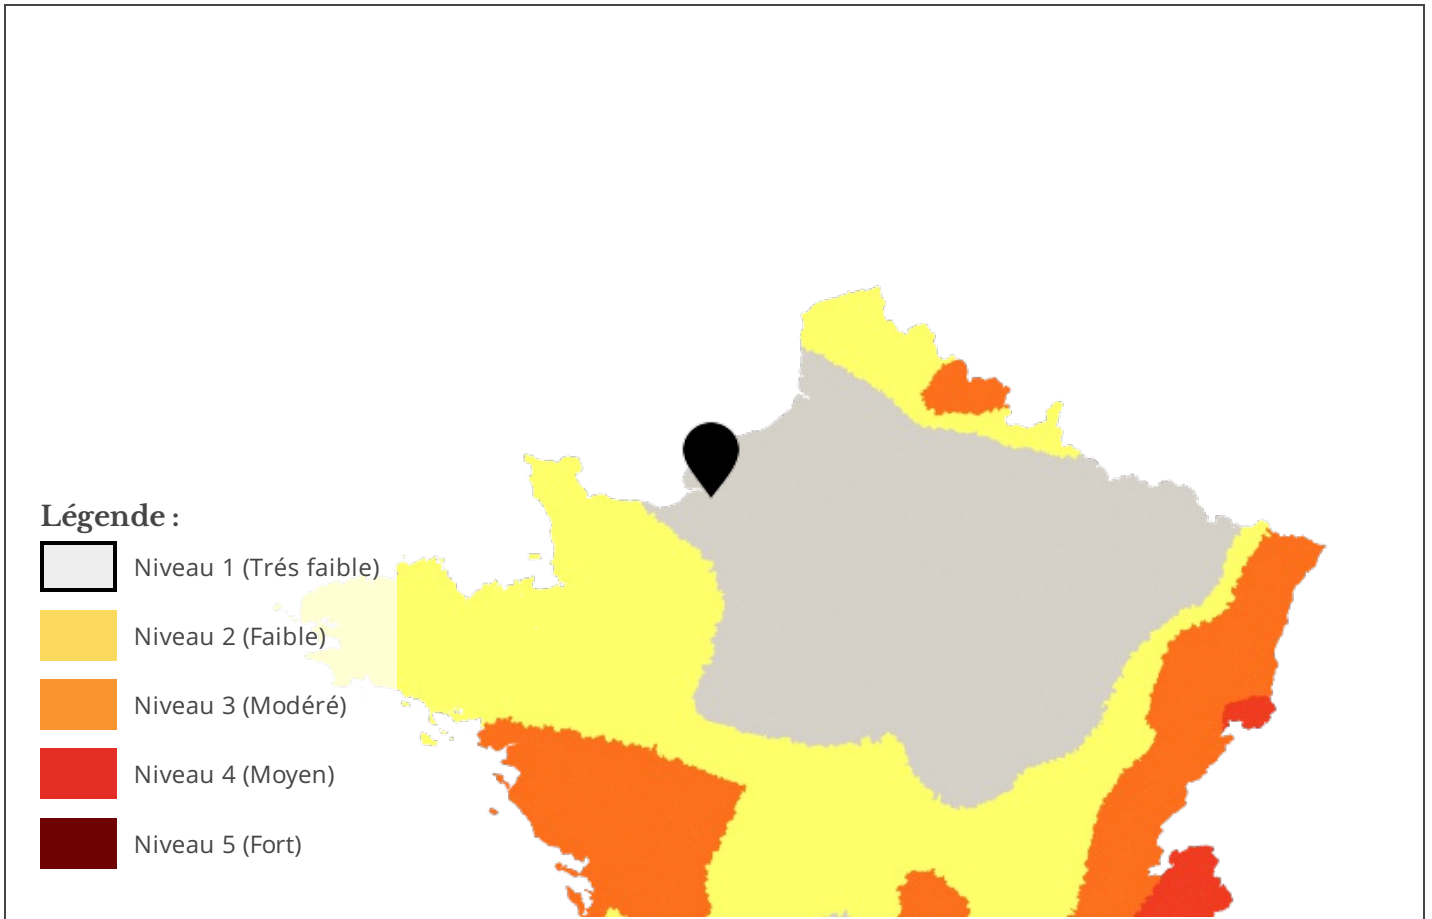 Légende :
Niveau 1 (Trés faible)
Niveau 2 (Faible)
Niveau 3 (Modéré)
Niveau 4 (Moyen)
Niveau 5 (Fort)